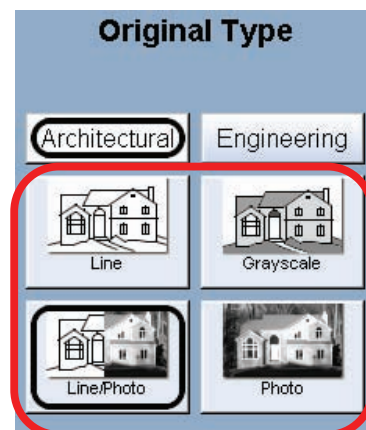 Original Type
Architectural Engineering
Line Grayscale
Line/Photo Photo